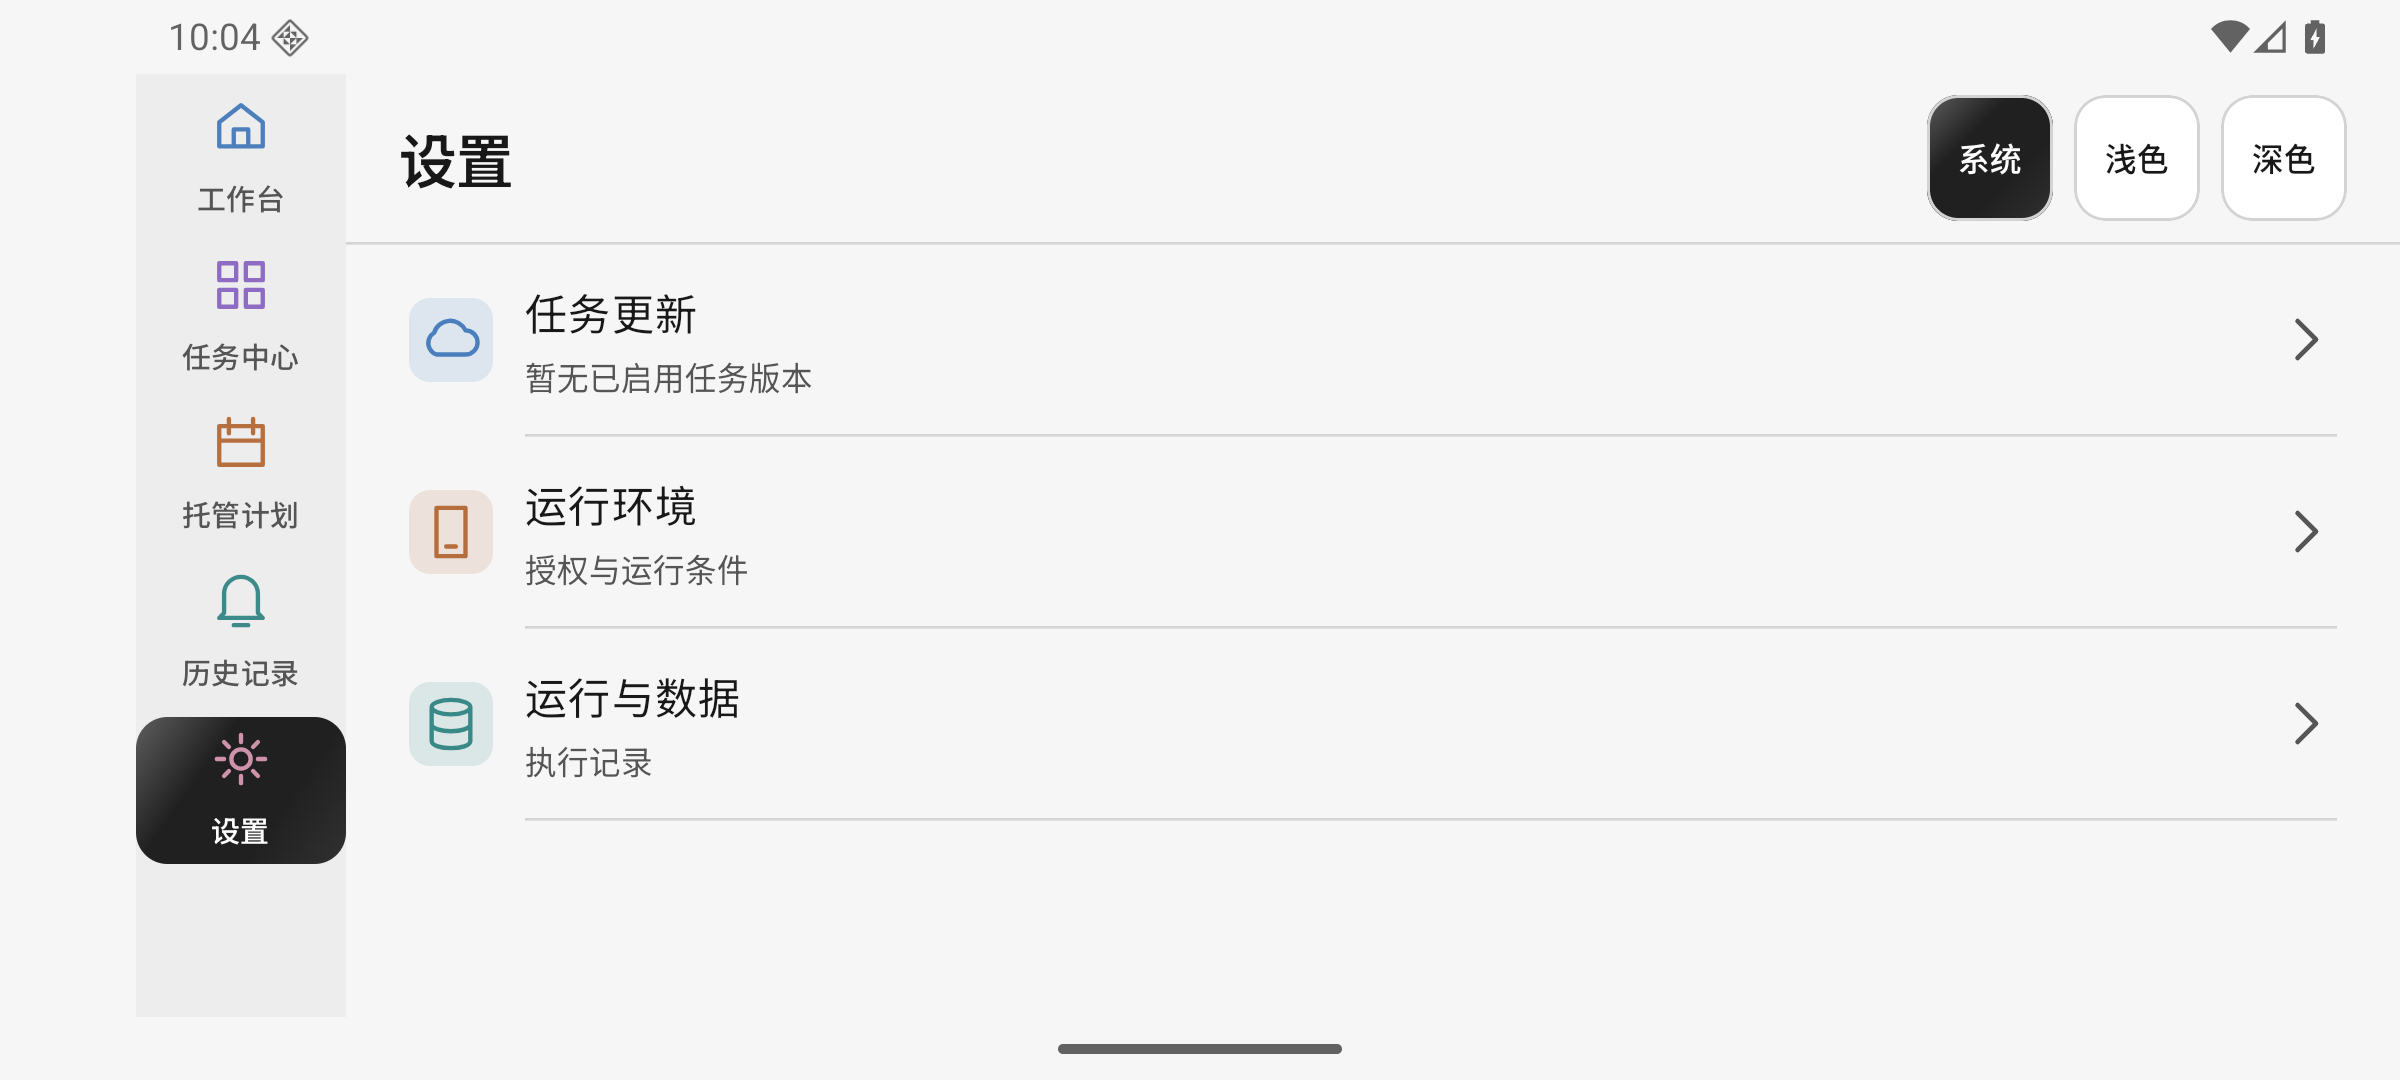 10:04
工作台
任务中心
托管计划
历史记录
设置
设置
系统
浅色
深色
任务更新
暂无已启用任务版本
运行环境
授权与运行条件
运行与数据
执行记录